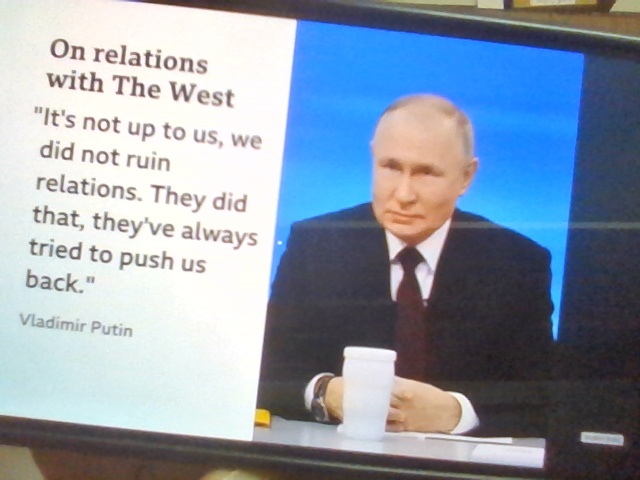 On relations
with The West
"It's not up to us, we
did not ruin
relations. They did
that, they've always
tried to push us
back."
Vladimir Putin